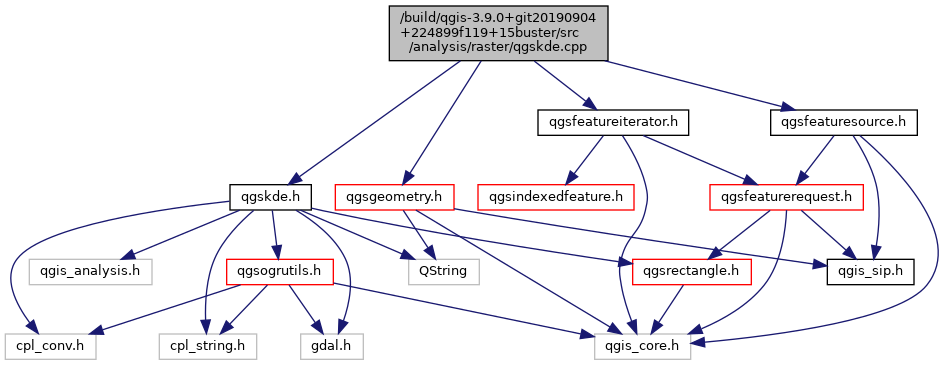 /build/qgis-3.9.0+git20190904
+224899f119+15buster/src
/analysis/raster/qgskde.cpp
qgsfeatureiterator.h
qgsfeaturesource.h
qgskde.h
qgsgeometry.h
qgsindexedfeature.h
qgsfeaturerequest.h
qgis_analysis.h
qgsogrutils.h
QString
qgsrectangle.h
qgis_sip.h
cpl_conv.h
cpl_string.h
gdal.h
qgis_core.h